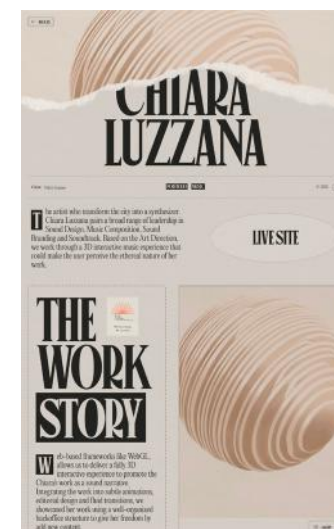 CHIARA
LUZZANA
LIVE SITE
The artist who transform the city into a synthesizer.
Chiara Luzzana pairs a broad range of leadership in
Sound Design, Music Composition, Sound
Branding and Soundtrack. Based on the Art Direction,
we work through a 3D interactive music experience that
could make the user perceive the ethereal nature of her
work.
THE
WORK
STORY
Web-based frameworks like WebGL,
allows us to deliver a fully 3D
interactive experience to promote the
Chiara's work as a sound narrative.
Integrating the work into subtle animations,
editorial design and fluid transitions, we
showcased her work using a well-organized
backoffice structure to give her freedom by
add new content.